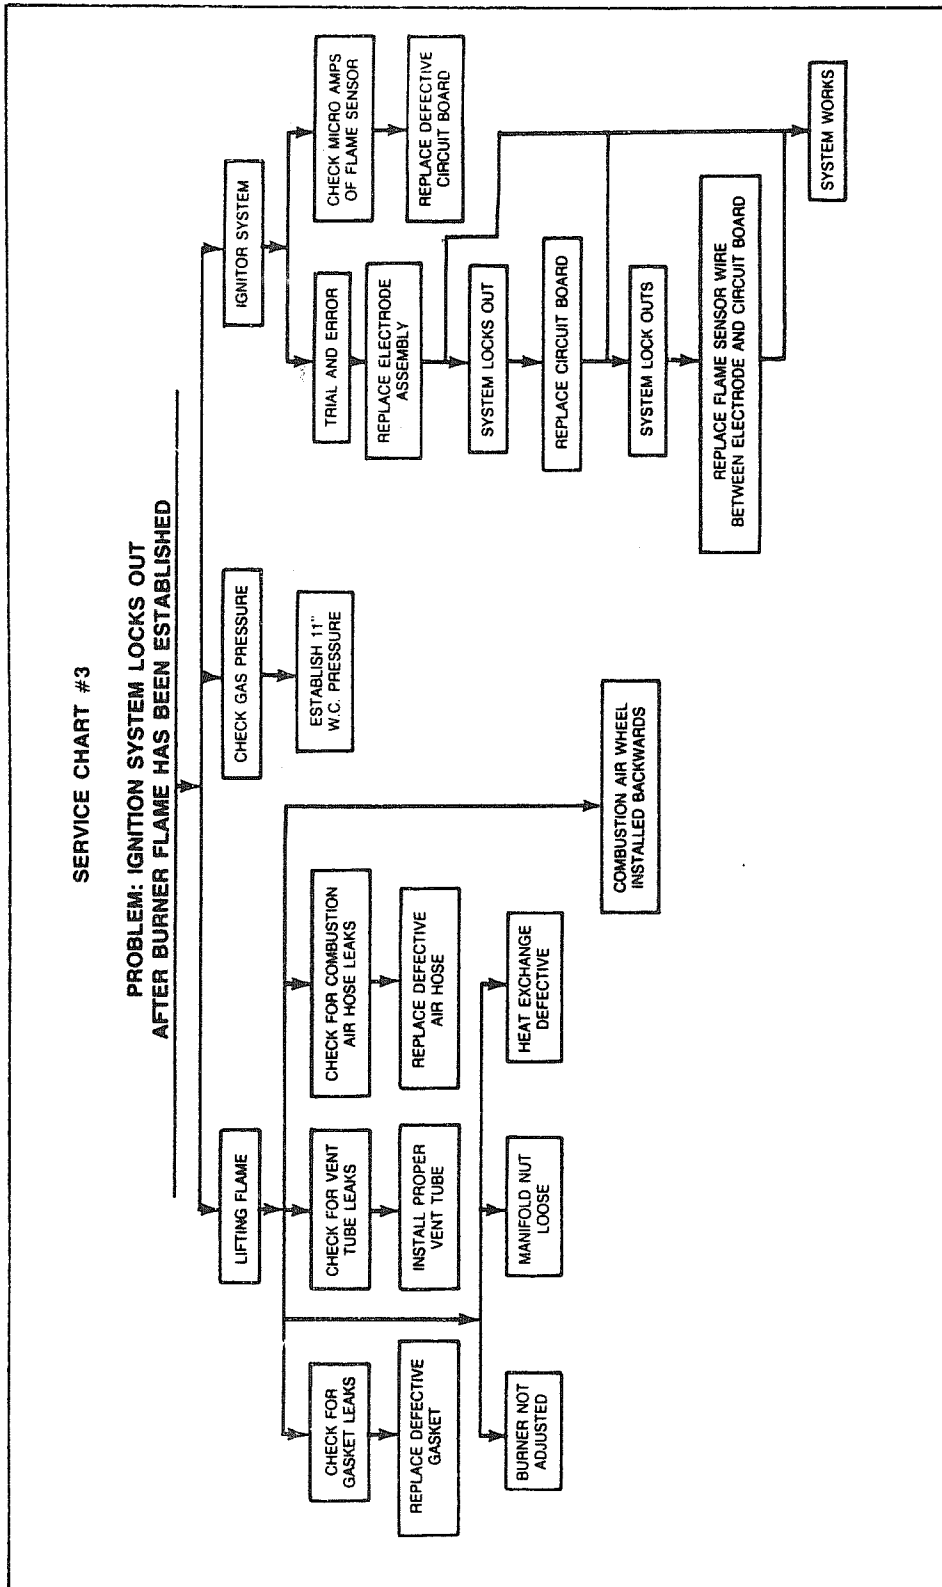 SERVICE CHART #3
PROBLEM: IGNITION SYSTEM LOCKS OUT
AFTER BURNER FLAME HAS BEEN ESTABLISHED
LIFTING FLAME
CHECK GAS PRESSURE
IGNITOR SYSTEM
CHECK FOR
GASKET LEAKS
REPLACE DEFECTIVE
GASKET
CHECK FOR VENT
TUBE LEAKS
INSTALL PROPER
VENT TUBE
CHECK FOR COMBUSTION
AIR HOSE LEAKS
REPLACE DEFECTIVE
AIR HOSE
BURNER NOT
ADJUSTED
MANIFOLD NUT
LOOSE
HEAT EXCHANGE
DEFECTIVE
COMBUSTION AIR WHEEL
INSTALLED BACKWARDS
ESTABLISH 11"
W.C. PRESSURE
TRIAL AND ERROR
REPLACE ELECTRODE
ASSEMBLY
SYSTEM LOCKS OUT
REPLACE CIRCUIT BOARD
SYSTEM LOCK OUTS
REPLACE FLAME SENSOR WIRE
BETWEEN ELECTRODE AND CIRCUIT BOARD
CHECK MICRO AMPS
OF FLAME SENSOR
REPLACE DEFECTIVE
CIRCUIT BOARD
SYSTEM WORKS